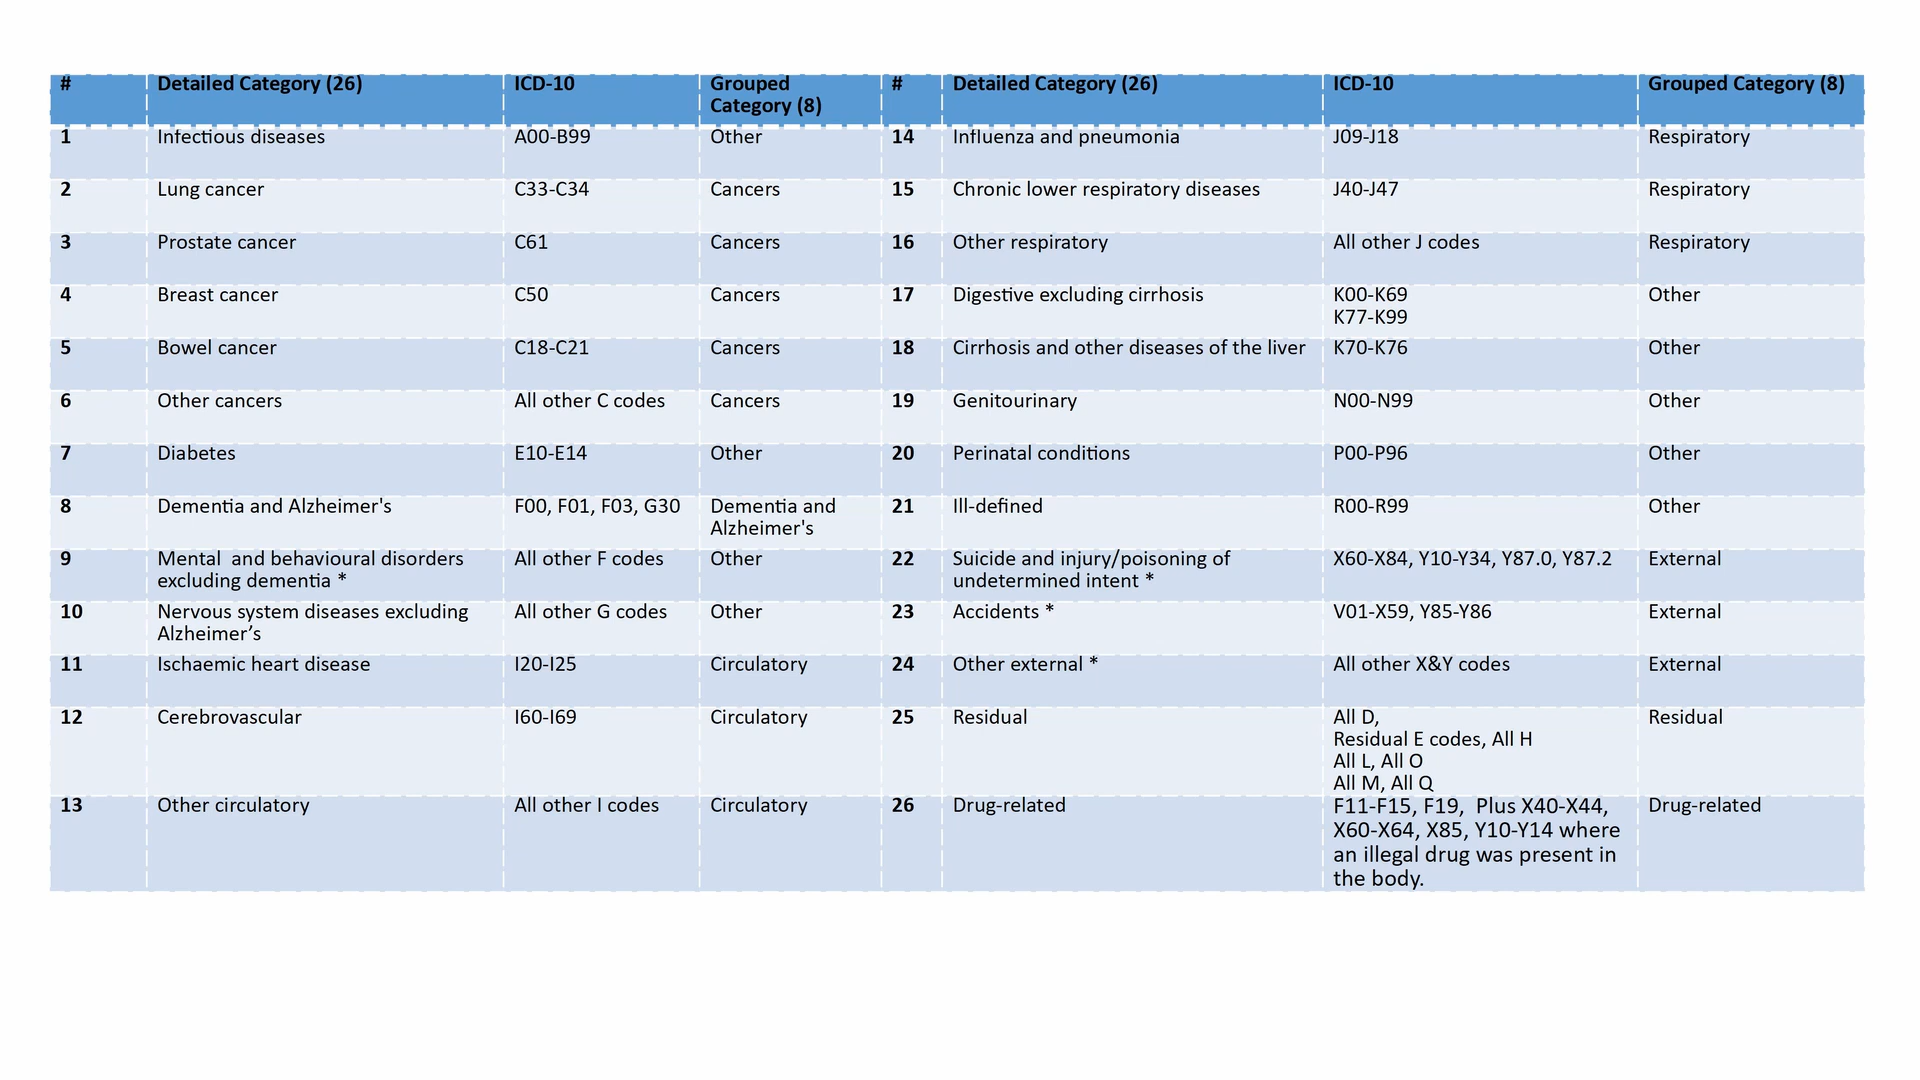 # Detailed Category (26) ICD-10 Grouped Category (8) # Detailed Category (26) ICD-10 Grouped Category (8)
1 Infectious diseases A00-B99 Other 14 Influenza and pneumonia J09-J18 Respiratory
2 Lung cancer C33-C34 Cancers 15 Chronic lower respiratory diseases J40-J47 Respiratory
3 Prostate cancer C61 Cancers 16 Other respiratory All other J codes Respiratory
4 Breast cancer C50 Cancers 17 Digestive excluding cirrhosis K00-K69 K77-K99 Other
5 Bowel cancer C18-C21 Cancers 18 Cirrhosis and other diseases of the liver K70-K76 Other
6 Other cancers All other C codes Cancers 19 Genitourinary N00-N99 Other
7 Diabetes E10-E14 Other 20 Perinatal conditions P00-P96 Other
8 Dementia and Alzheimer's F00, F01, F03, G30 Dementia and Alzheimer's 21 Ill-defined R00-R99 Other
9 Mental and behavioural disorders excluding dementia * All other F codes Other 22 Suicide and injury/poisoning of undetermined intent * X60-X84, Y10-Y34, Y87.0, Y87.2 External
10 Nervous system diseases excluding Alzheimer’s All other G codes Other 23 Accidents * V01-X59, Y85-Y86 External
11 Ischaemic heart disease I20-I25 Circulatory 24 Other external * All other X&Y codes External
12 Cerebrovascular I60-I69 Circulatory 25 Residual All D, Residual E codes, All H All L, All O All M, All Q Residual
13 Other circulatory All other I codes Circulatory 26 Drug-related F11-F15, F19, Plus X40-X44, X60-X64, X85, Y10-Y14 where an illegal drug was present in the body. Drug-related